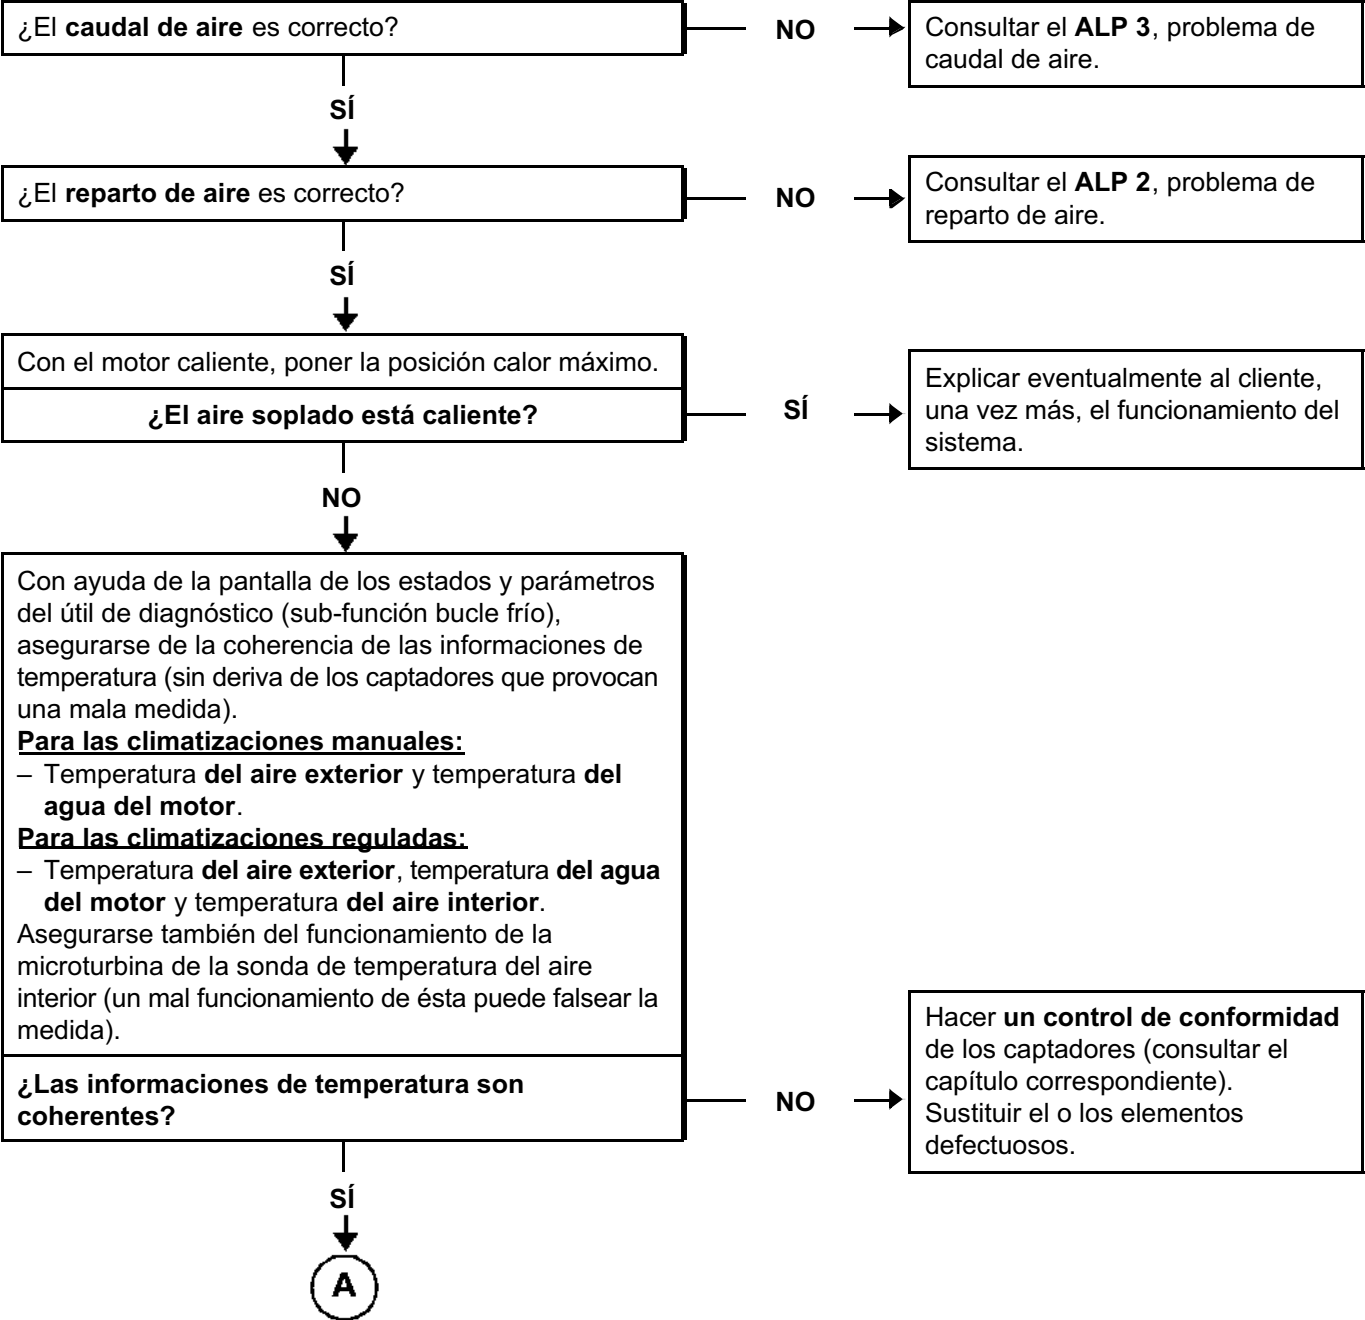 ¿El caudal de aire es correcto?
NO
Consultar el ALP 3, problema de
caudal de aire.
SÍ
¿El reparto de aire es correcto?
NO
Consultar el ALP 2, problema de
reparto de aire.
SÍ
Con el motor caliente, poner la posición calor máximo.
¿El aire soplado está caliente?
SÍ
Explicar eventualmente al cliente,
una vez más, el funcionamiento del
sistema.
NO
Con ayuda de la pantalla de los estados y parámetros
del útil de diagnóstico (sub-función bucle frío),
asegurarse de la coherencia de las informaciones de
temperatura (sin deriva de los captadores que provocan
una mala medida).
Para las climatizaciones manuales:
– Temperatura del aire exterior y temperatura del
agua del motor.
Para las climatizaciones reguladas:
– Temperatura del aire exterior, temperatura del agua
del motor y temperatura del aire interior.
Asegurarse también del funcionamiento de la
microturbina de la sonda de temperatura del aire
interior (un mal funcionamiento de ésta puede falsear la
medida).
¿Las informaciones de temperatura son
coherentes?
NO
Hacer un control de conformidad
de los captadores (consultar el
capítulo correspondiente).
Sustituir el o los elementos
defectuosos.
SÍ
A